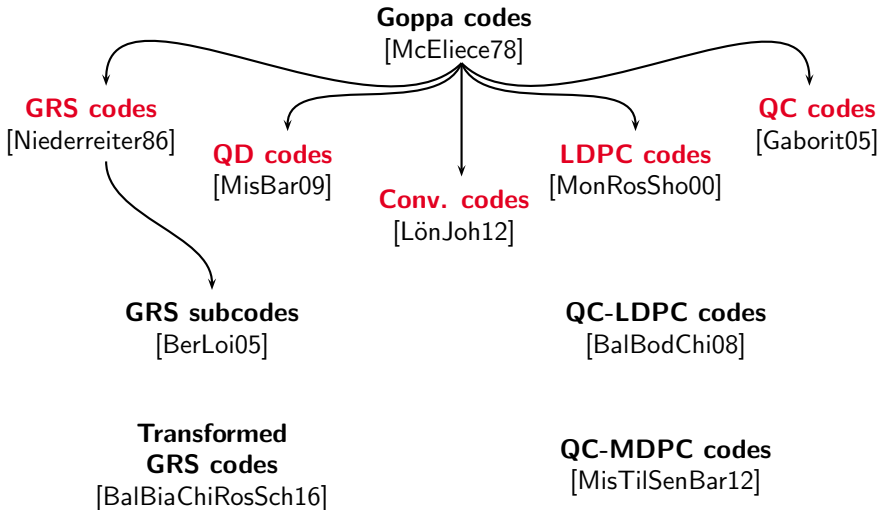 Goppa codes
[McEliece78]
GRS codes
[Niederreiter86]
QD codes
[MisBar09]
Conv. codes
[LönJoh12]
LDPC codes
[MonRosSho00]
QC codes
[Gaborit05]
GRS subcodes
[BerLoi05]
QC-LDPC codes
[BalBodChi08]
Transformed
GRS codes
[BalBiaChiRosSch16]
QC-MDPC codes
[MisTilSenBar12]